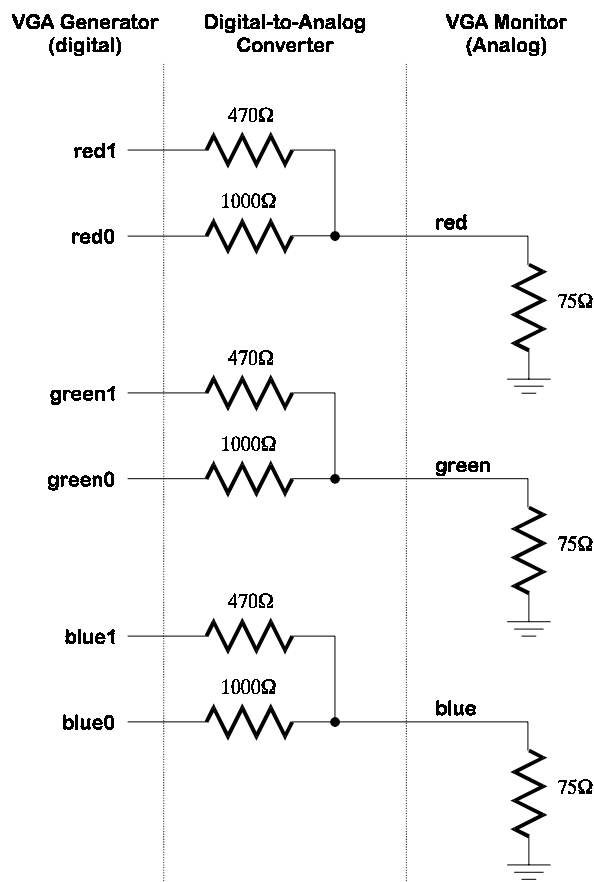 VGA Generator
(digital)
Digital-to-Analog
Converter
VGA Monitor
(Analog)
470Ω
red1
1000Ω
red0
red
75Ω
470Ω
green1
1000Ω
green0
green
75Ω
470Ω
blue1
1000Ω
blue0
blue
75Ω